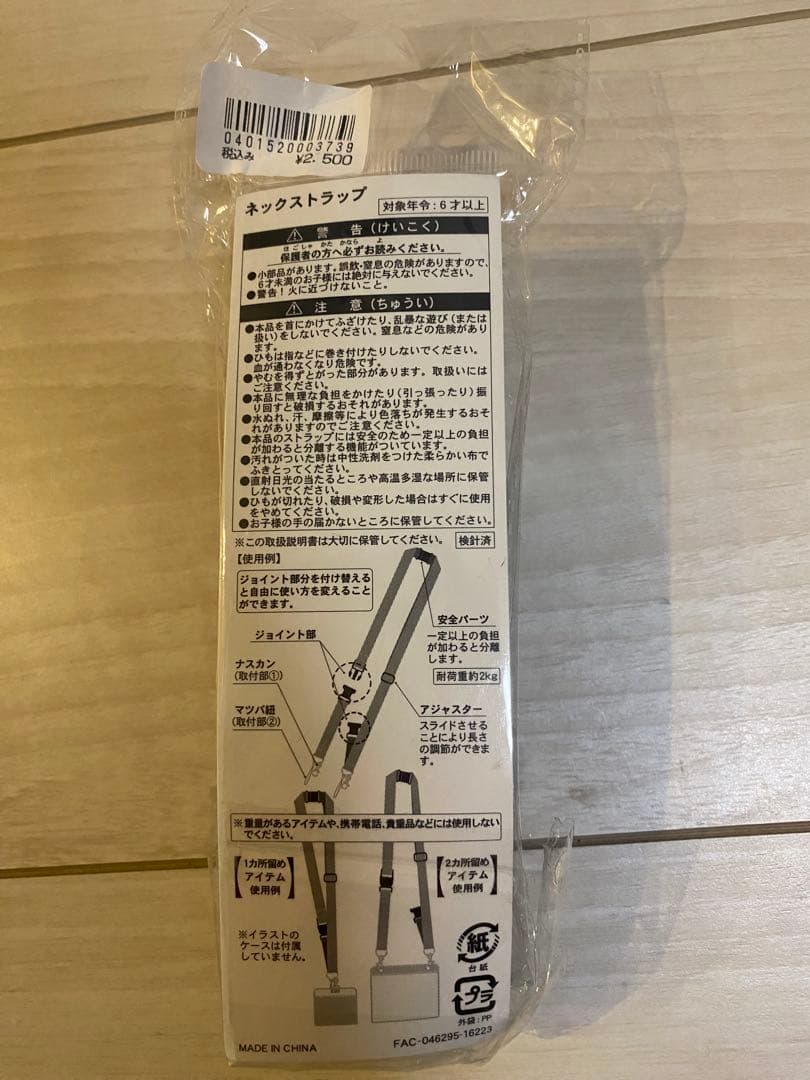 0401520003739
税込み ¥2,500
ネックストラップ
対象年令:6才以上
警 告(けいこく)
ほごしゃ かた かなら よ
保護者の方へ必ずお読みください。
●小部品があります。誤飲・窒息の危険がありますので、
6才未満のお子様には絶対に与えないでください。
●警告!火に近づけないこと。
注 意(ちゅうい)
●本品を首にかけてふざけたり、乱暴な遊び(または
扱い)をしないでください。窒息などの危険があり
ます。
●ひもは指などに巻き付けたりしないでください。
血が通わなくなり危険です。
●やむを得ずとがった部分があります。取扱いには
ご注意ください。
●本品に無理な負担をかけたり(引っ張ったり)振
り回すと破損するおそれがあります。
●水ぬれ、汗、摩擦等により色落ちが発生するおそ
れがありますのでご注意ください。
●本品のストラップには安全のため一定以上の負担
が加わると分離する機能がついています。
●汚れがついた時は中性洗剤をつけた柔らかい布で
ふきとってください。
●直射日光の当たるところや高温多湿な場所に保管
しないでください。
●ひもが切れたり、破損や変形した場合はすぐに使用
をやめてください。
●お子様の手の届かないところに保管してください。
※この取扱説明書は大切に保管してください。
検針済
【使用例】
ジョイント部分を付け替える
と自由に使い方を変えること
ができます。
安全パーツ
一定以上の負担
が加わると分離
します。
耐荷重約2kg
ジョイント部
ナスカン
(取付部①)
マツバ紐
(取付部②)
アジャスター
スライドさせる
ことにより長さ
の調節ができま
す。
※重量があるアイテムや、携帯電話、貴重品などには使用しない
でください。
【1カ所留め
アイテム
使用例】
【2カ所留め
アイテム
使用例】
※イラストの
ケースは付属
していません。
紙
台紙
プラ
外袋:PP
MADE IN CHINA
FAC-046295-16223